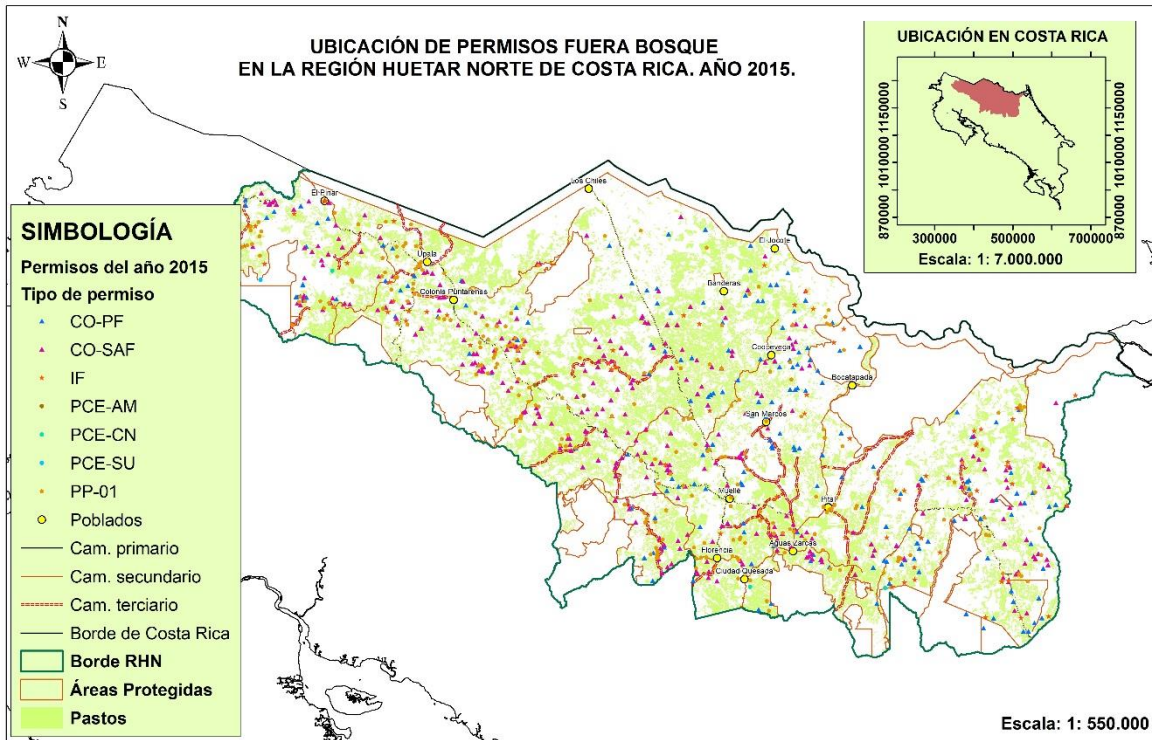 N
W
E
S
UBICACIÓN DE PERMISOS FUERA BOSQUE
EN LA REGIÓN HUETAR NORTE DE COSTA RICA. AÑO 2015.
UBICACIÓN EN COSTA RICA
1150000
1150000
1010000
1010000
870000
870000
300000
500000
700000
Escala: 1: 7.000.000
Los Chiles
El Pinar
El Jocote
Upala
Banderas
Colonia Puntarenas
Coopevega
Bocatapada
San Marcos
Muelle
Pital
Florencia
Aguas Zarcas
Ciudad Quesada
SIMBOLOGÍA
Permisos del año 2015
Tipo de permiso
CO-PF
CO-SAF
IF
PCE-AM
PCE-CN
PCE-SU
PP-01
Poblados
Cam. primario
Cam. secundario
Cam. terciario
Borde de Costa Rica
Borde RHN
Áreas Protegidas
Pastos
Escala: 1: 550.000